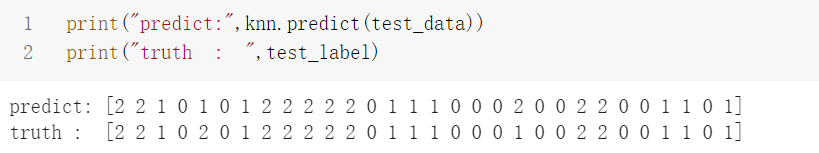 1 print("predict:",knn.predict(test_data))
2 print("truth : ",test_label)
predict: [2 2 1 0 1 0 1 2 2 2 2 2 0 1 1 1 0 0 0 2 0 0 2 2 0 0 1 1 0 1]
truth : [2 2 1 0 2 0 1 2 2 2 2 2 0 1 1 1 0 0 0 1 0 0 2 2 0 0 1 1 0 1]